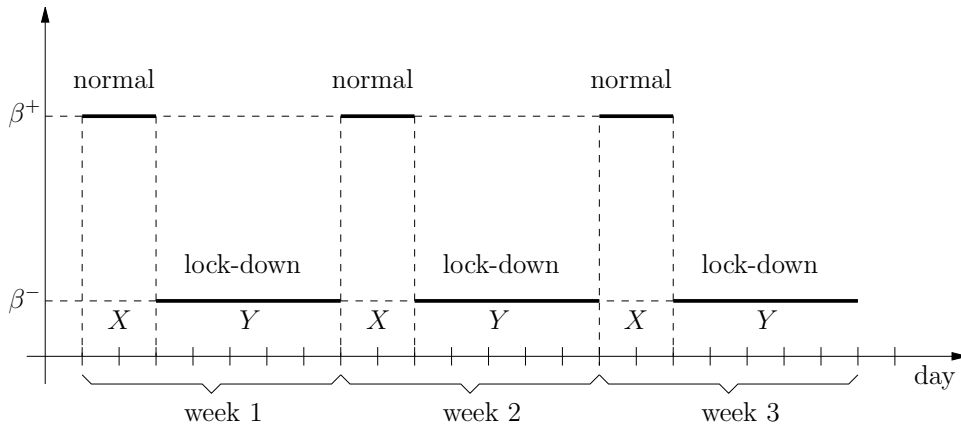 normal normal normal
β⁺
lock-down lock-down lock-down
β⁻
X Y X Y X Y
day
week 1 week 2 week 3